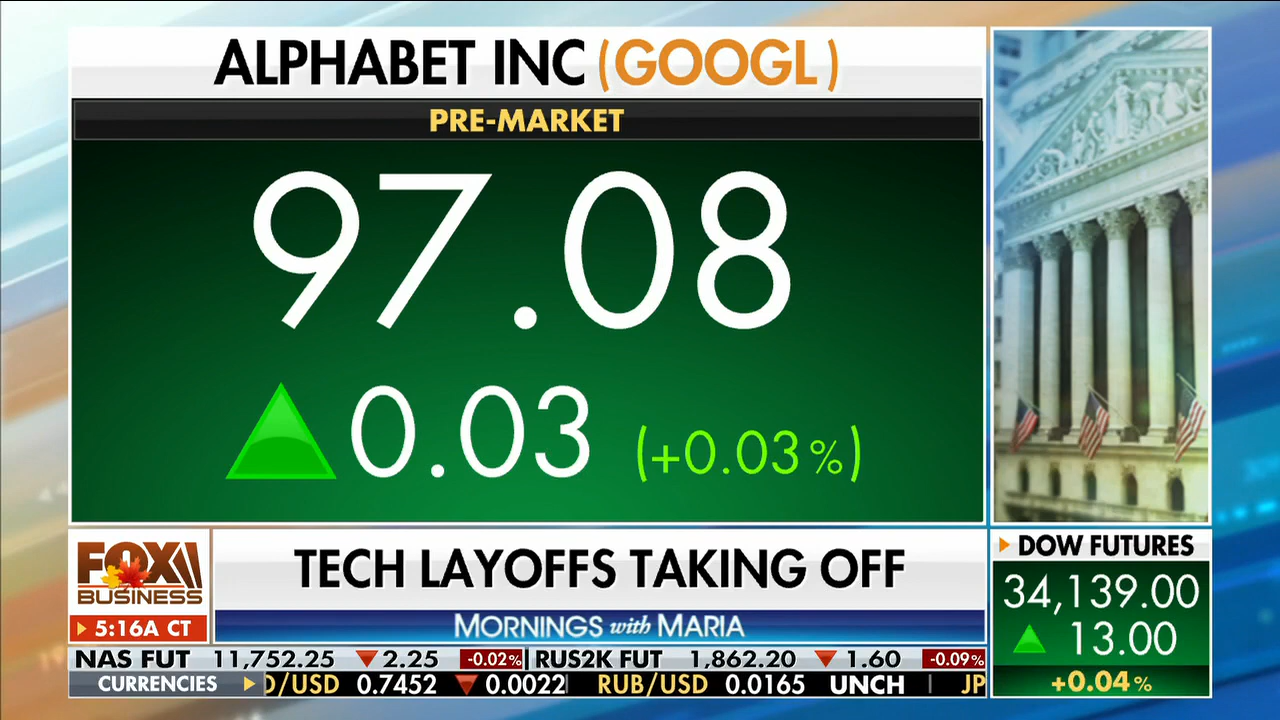 ALPHABET INC (GOOGL)
PRE-MARKET
97.08
0.03 (+0.03%)
FOX
BUSINESS
5:16A CT
TECH LAYOFFS TAKING OFF
MORNINGS with MARIA
DOW FUTURES
34,139.00
13.00
+0.04%
NAS FUT 11,752.25 2.25 -0.02% RUS2K FUT 1,862.20 1.60 -0.09%
CURRENCIES D/USD 0.7452 0.0022 RUB/USD 0.0165 UNCH JP